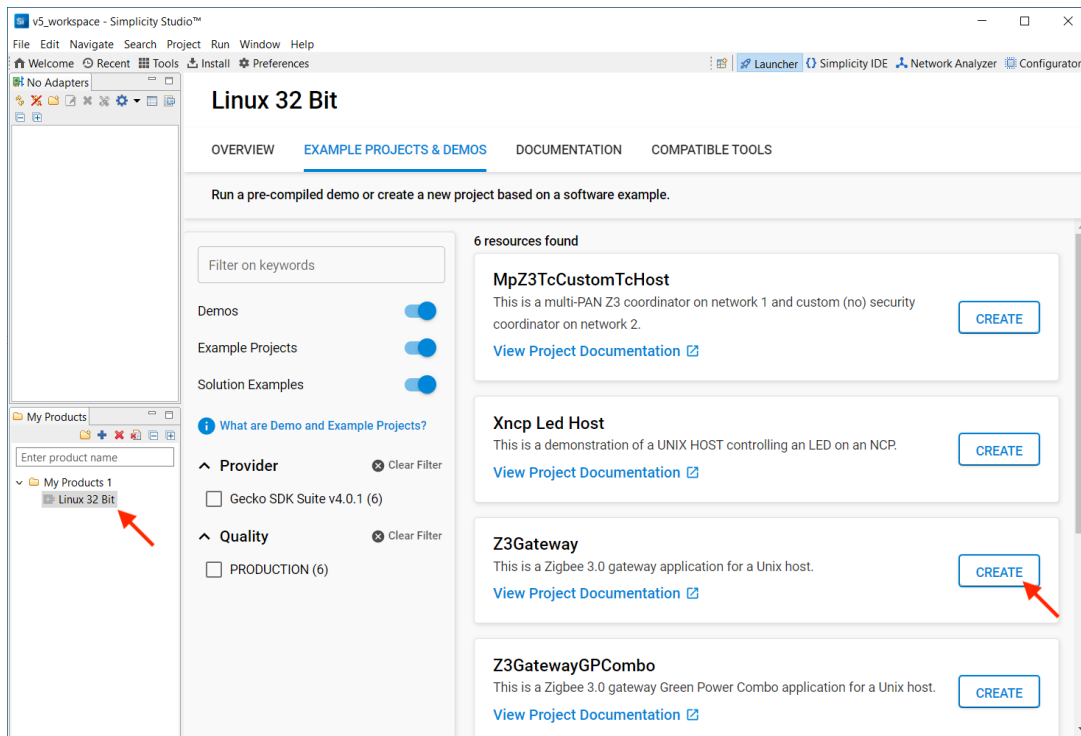 v5_workspace - Simplicity Studio™
File Edit Navigate Search Project Run Window Help
Welcome Recent Tools Install Preferences
Launcher Simplicity IDE Network Analyzer Configurator
No Adapters
Linux 32 Bit
OVERVIEW EXAMPLE PROJECTS & DEMOS DOCUMENTATION COMPATIBLE TOOLS
Run a pre-compiled demo or create a new project based on a software example.
Filter on keywords
Demos
Example Projects
Solution Examples
What are Demo and Example Projects?
Provider Clear Filter
Gecko SDK Suite v4.0.1 (6)
Quality Clear Filter
PRODUCTION (6)
6 resources found
MpZ3TcCustomTcHost
This is a multi-PAN Z3 coordinator on network 1 and custom (no) security
coordinator on network 2.
View Project Documentation
CREATE
Xncp Led Host
This is a demonstration of a UNIX HOST controlling an LED on an NCP.
View Project Documentation
CREATE
Z3Gateway
This is a Zigbee 3.0 gateway application for a Unix host.
View Project Documentation
CREATE
Z3GatewayGPCombo
This is a Zigbee 3.0 gateway Green Power Combo application for a Unix host.
View Project Documentation
CREATE
My Products
Enter product name
My Products 1
Linux 32 Bit